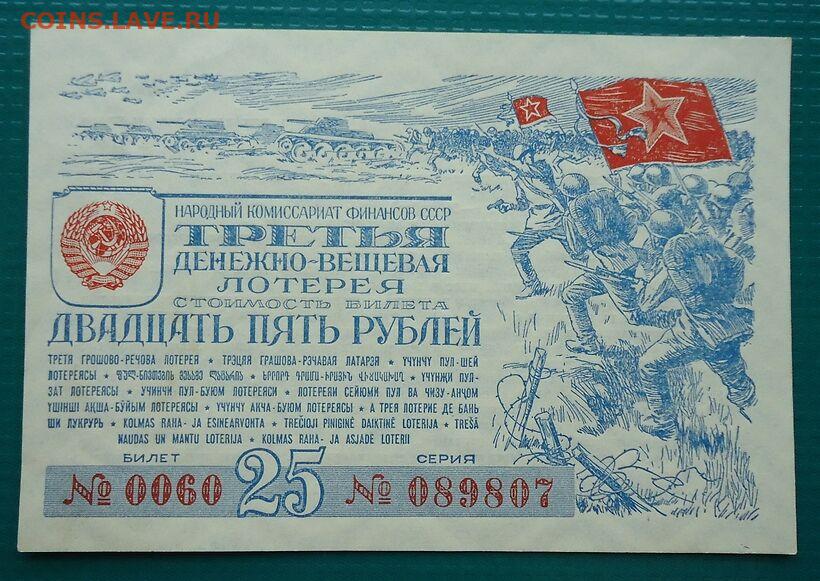 COINS.LAVE.RU
НАРОДНЫЙ КОМИССАРИАТ ФИНАНСОВ СССР
ТРЕТЬЯ
ДЕНЕЖНО-ВЕЩЕВАЯ
ЛОТЕРЕЯ
СТОИМОСТЬ БИЛЕТА
ДВАДЦАТЬ ПЯТЬ РУБЛЕЙ
ТРЕТЯ ГРОШОВО-РЕЧОВА ЛОТЕРЕЯ ★ ТРЭЦЯЯ ГРАШОВА-РЭЧАВАЯ ЛАТАРЭЯ ★ ҮЧҮНЧҮ ПУЛ-ШЕЙ
ЛОТЕРЕЯСЫ ★ ★ ★ ҮЧҮНҖИ ПУЛ-
ЗАТ ЛОТЕРЕЯСЫ ★ УЧИНЧИ ПУЛ-БУЮМ ЛОТЕРЕЯСИ ★ ЛОТЕРЕЯИ СЕЙЮМИ ПУЛ ВА ЧИЗУ-АНҶОМ
ҮШІНШІ АҚША-БҰЙЫМ ЛОТЕРЕЯСЫ ★ ҮЧҮНЧҮ АКЧА-БУЮМ ЛОТЕРЕЯСЫ ★ А ТРЕЯ ЛОТЕРИЕ ДЕ БАНЬ
ШИ ЛУКРУРЬ ★ KOLMAS RAHA- JA ESINEARVONTA ★ TREČIOJI PINIGINĖ DAIKTINĖ LOTERIJA ★ TREŠĀ
NAUDAS UN MANTU LOTERIJA ★ KOLMAS RAHA- JA ASJADE LOTERII
БИЛЕТ СЕРИЯ
№ 0060 25 № 089807